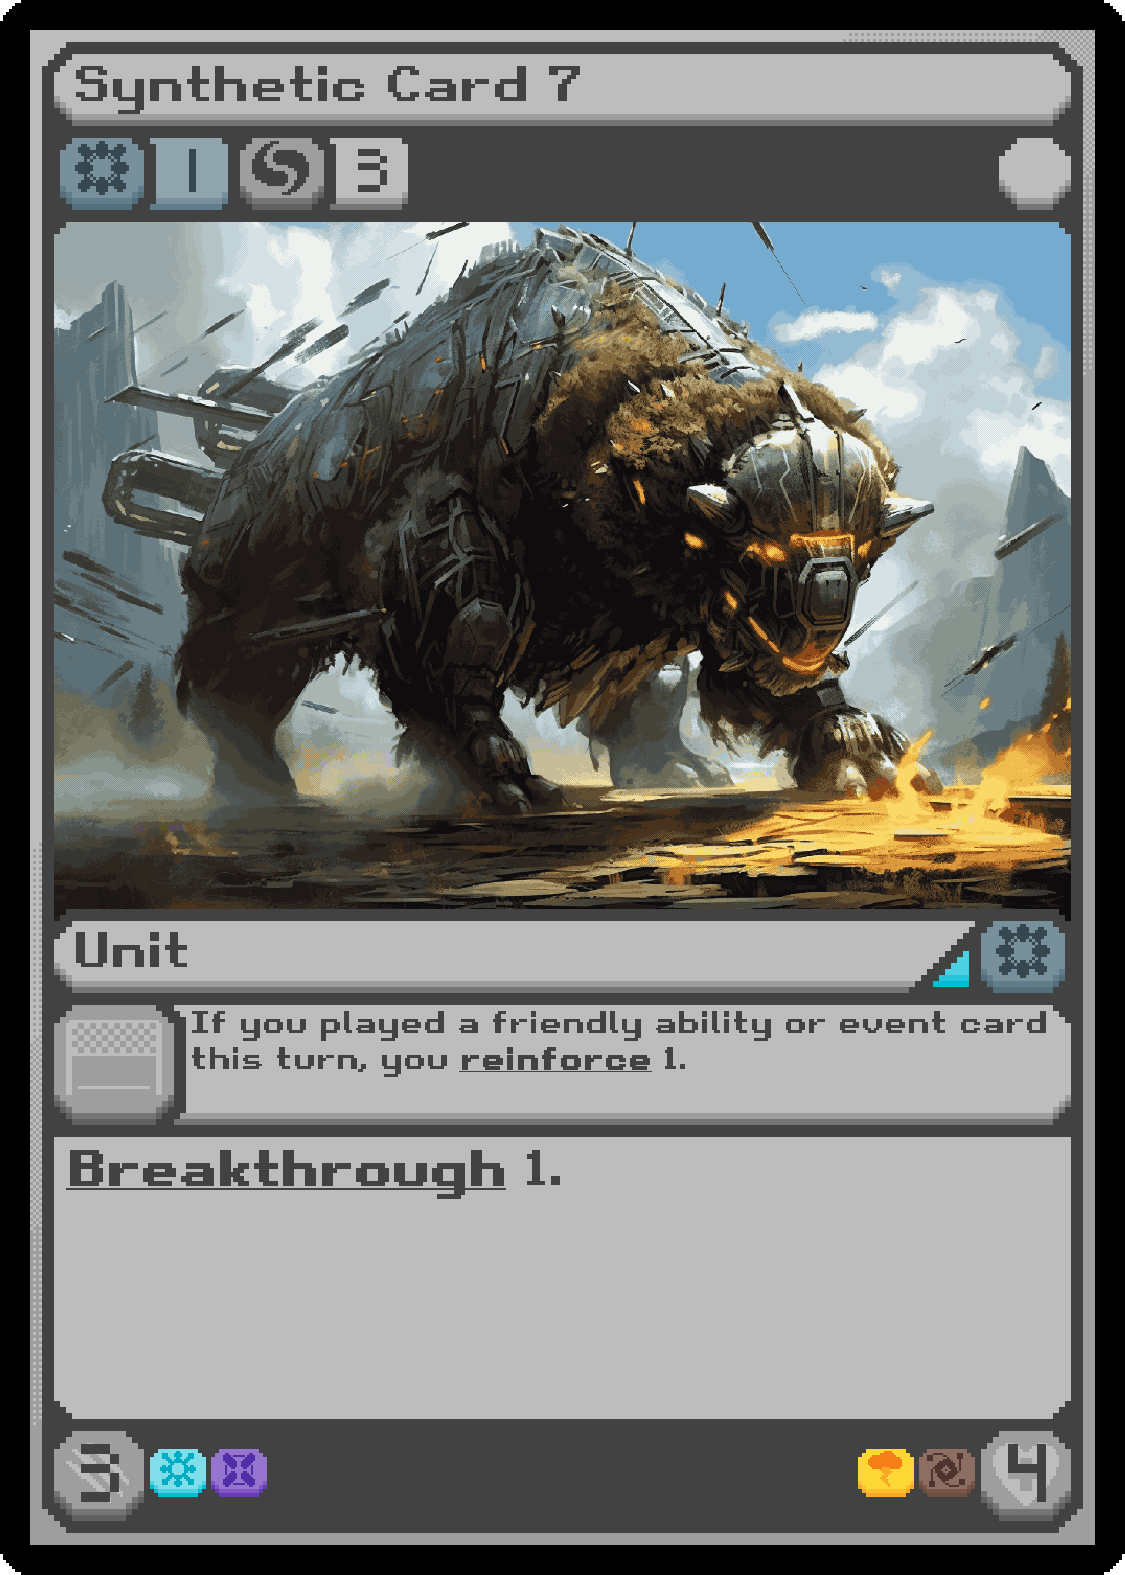 Synthetic Card 7
1 3
Unit
If you played a friendly ability or event card
this turn, you reinforce 1.
Breakthrough 1.
3 4